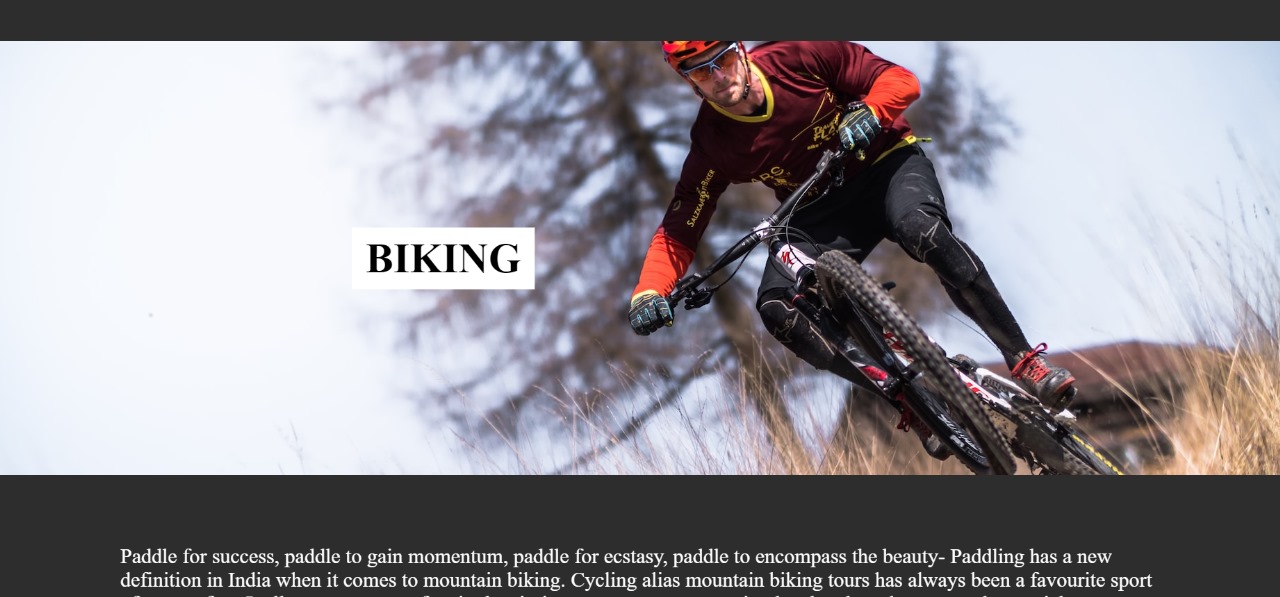 BIKING
SALZKAMMERBIKER
ABC
Paddle for success, paddle to gain momentum, paddle for ecstasy, paddle to encompass the beauty- Paddling has a new
definition in India when it comes to mountain biking. Cycling alias mountain biking tours has always been a favourite sport